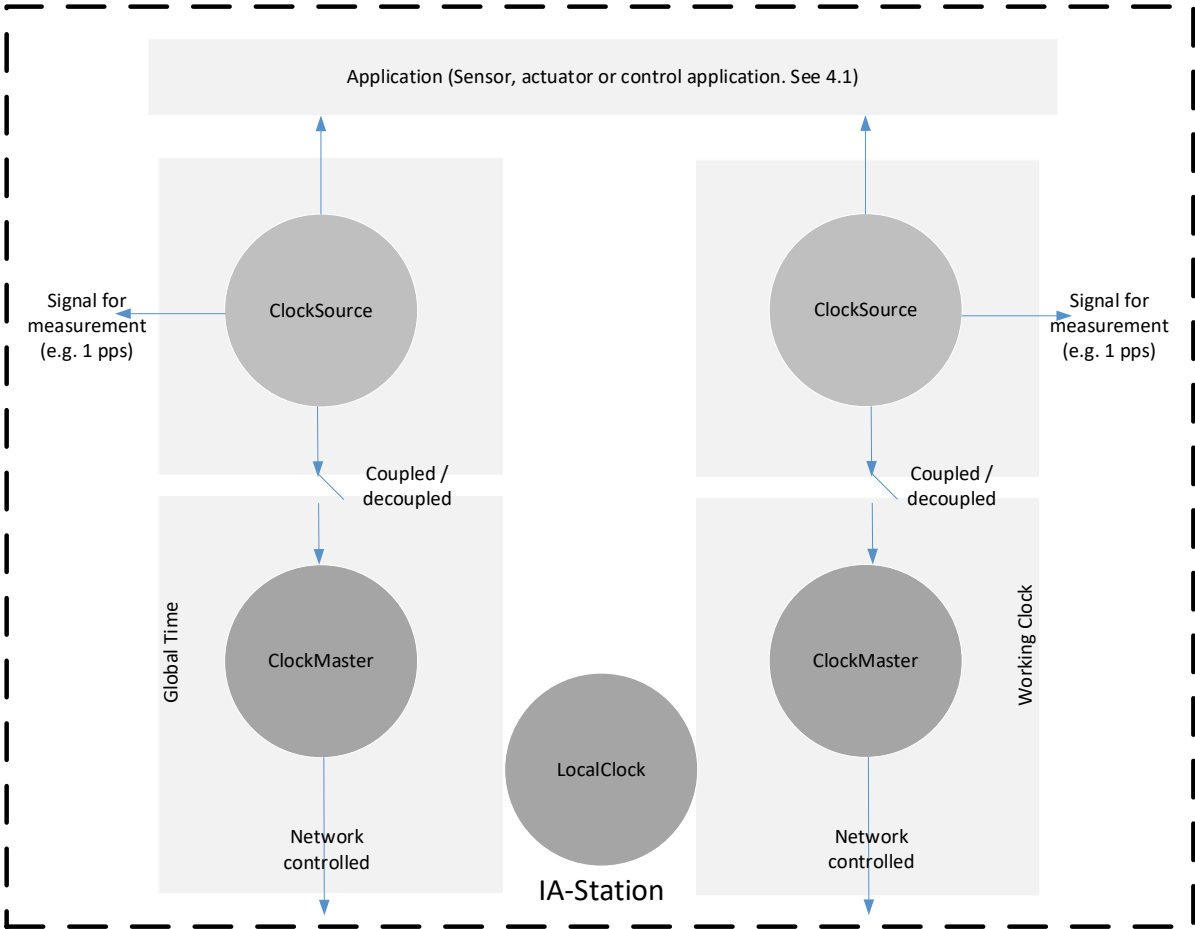 Application (Sensor, actuator or control application. See 4.1)
ClockSource
ClockSource
Signal for
measurement
(e.g. 1 pps)
Signal for
measurement
(e.g. 1 pps)
Coupled /
decoupled
Coupled /
decoupled
Global Time
ClockMaster
ClockMaster
Working Clock
LocalClock
Network
controlled
Network
controlled
IA-Station